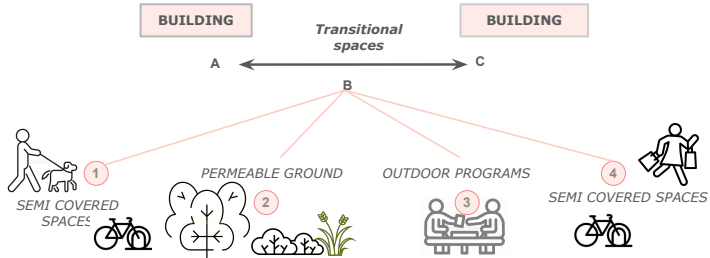 BUILDING
BUILDING
Transitional
spaces
A
C
B
1
4
PERMEABLE GROUND
OUTDOOR PROGRAMS
2
3
SEMI COVERED
SPACES
SEMI COVERED SPACES